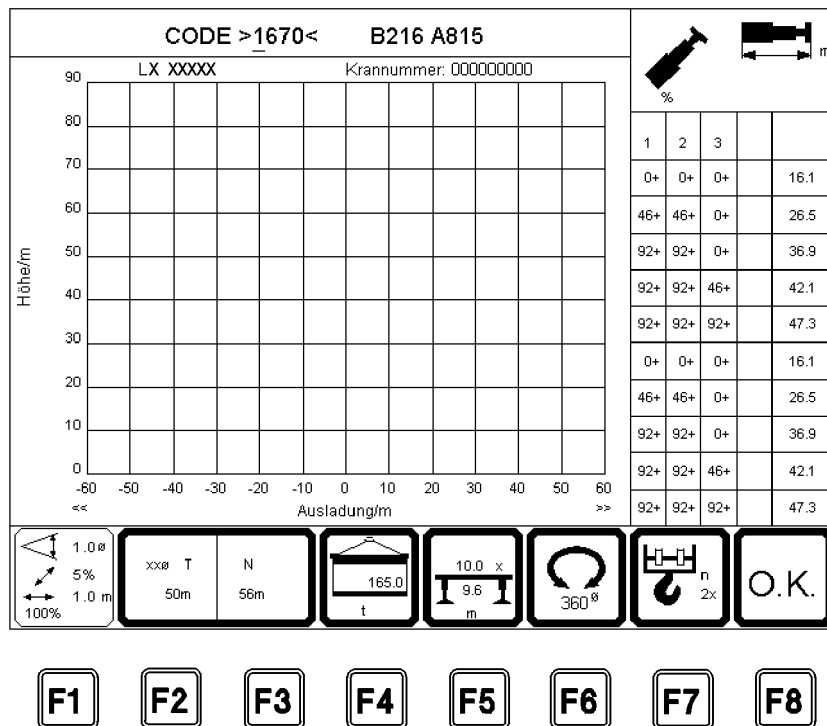 CODE >1670< B216 A815
LX XXXXX Krannummer: 000000000
90
80
70
60
50
40
30
20
10
0
Höhe/m
-60 -50 -40 -30 -20 -10 0 10 20 30 40 50 60
<< Ausladung/m >>
m
%
1 2 3
0+ 0+ 0+ 16.1
46+ 46+ 0+ 26.5
92+ 92+ 0+ 36.9
92+ 92+ 46+ 42.1
92+ 92+ 92+ 47.3
0+ 0+ 0+ 16.1
46+ 46+ 0+ 26.5
92+ 92+ 0+ 36.9
92+ 92+ 46+ 42.1
92+ 92+ 92+ 47.3
1.0ø
5%
1.0 m
100%
xxø T N
50m 56m
165.0
t
10.0 x
9.6
m
360ø
n
2x
O.K.
F1 F2 F3 F4 F5 F6 F7 F8